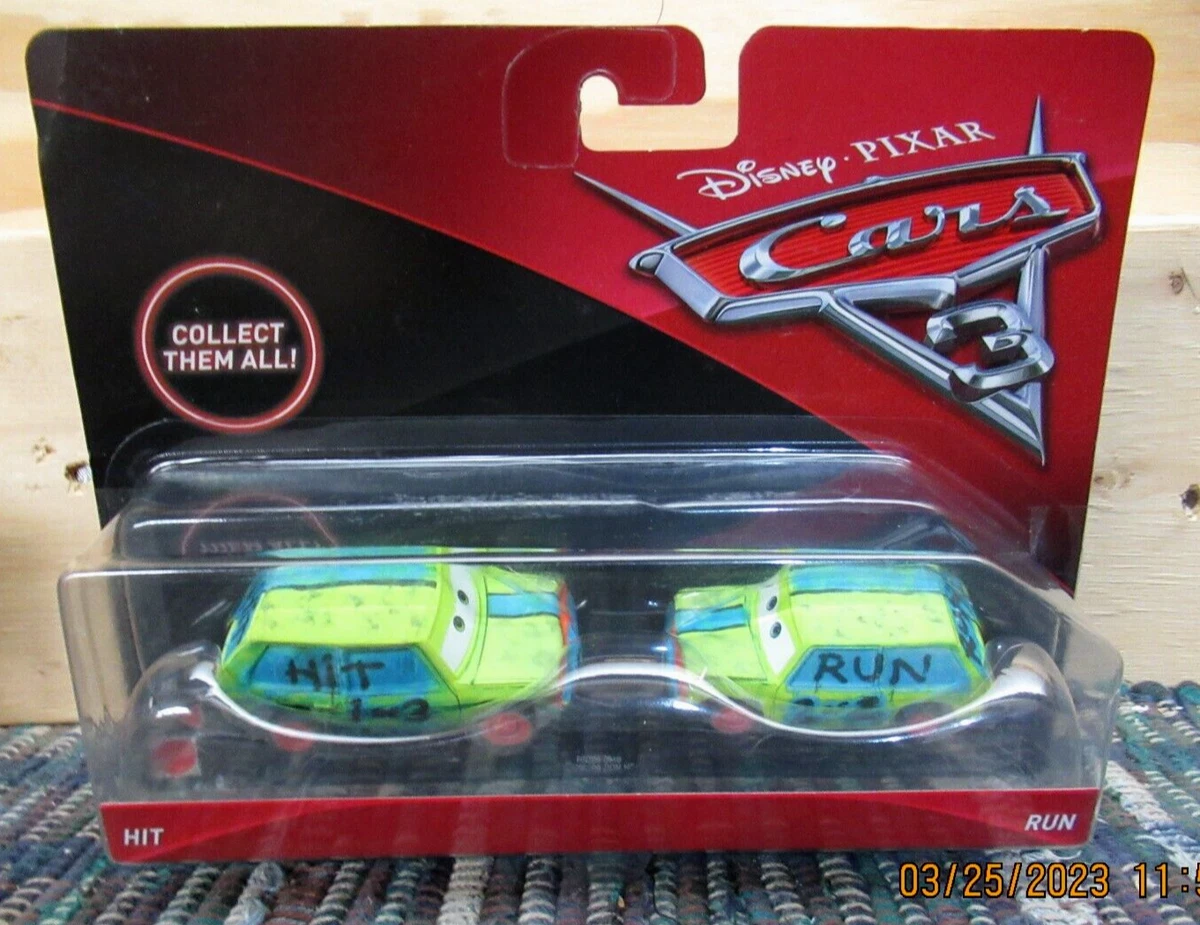 DISNEY · PIXAR
Cars
3
COLLECT
THEM ALL!
HIT
RUN
HIT
RUN
03/25/2023 11:5